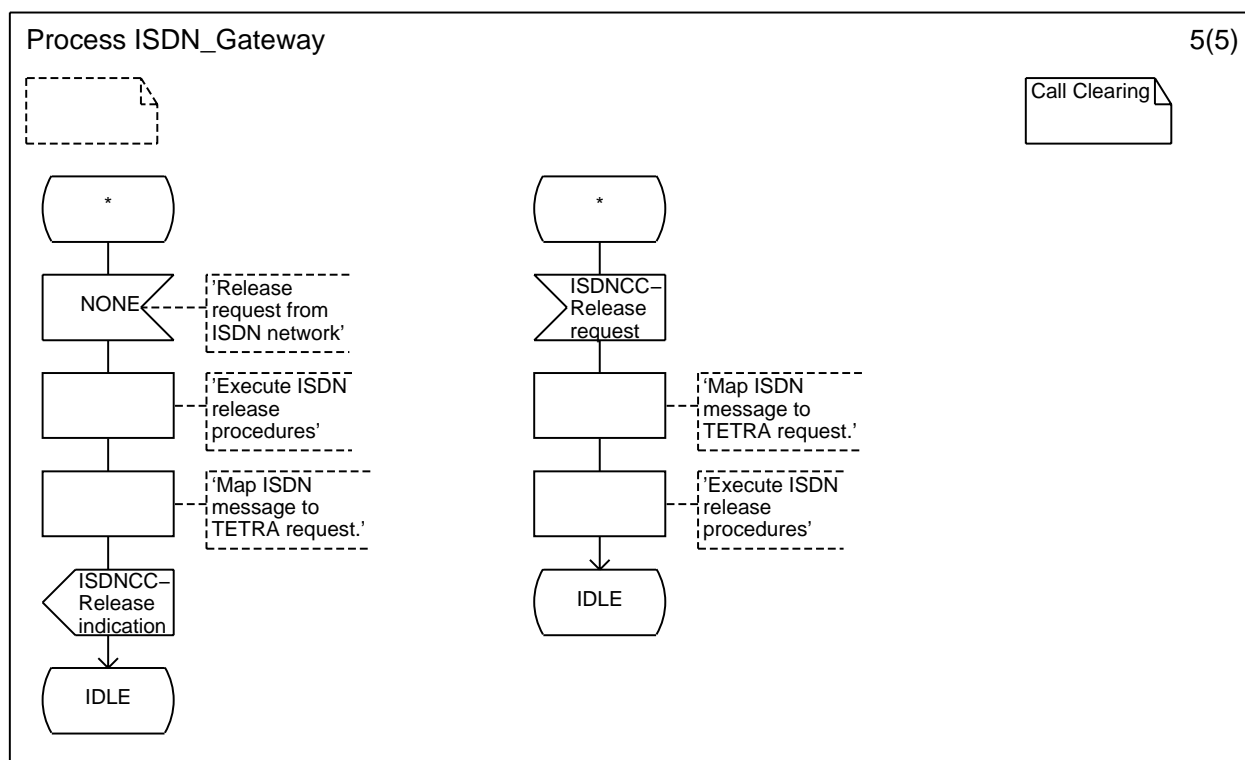 Process ISDN_Gateway
5(5)
Call Clearing
*
NONE
’Release
request from
ISDN network’
’Execute ISDN
release
procedures’
‘Map ISDN
message to
TETRA request.’
ISDNCC–
Release
indication
IDLE
*
ISDNCC–
Release
request
‘Map ISDN
message to
TETRA request.’
’Execute ISDN
release
procedures’
IDLE